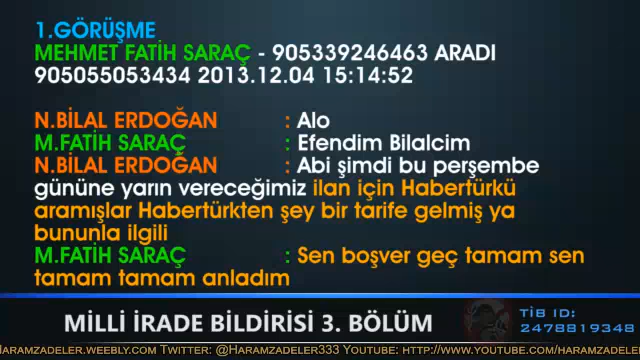 1.GÖRÜŞME
MEHMET FATİH SARAÇ - 905339246463 ARADI
905055053434 2013.12.04 15:14:52
N.BİLAL ERDOĞAN : Alo
M.FATİH SARAÇ : Efendim Bilalcim
N.BİLAL ERDOĞAN : Abi şimdi bu perşembe
gününe yarın vereceğimiz ilan için Habertürkü
aramışlar Habertürkten şey bir tarife gelmiş ya
bununla ilgili
M.FATİH SARAÇ : Sen boşver geç tamam sen
tamam tamam anladım
MİLLİ İRADE BİLDİRİSİ 3. BÖLÜM
TİB ID:
2478819348
HARAMZADELER.WEEBLY.COM TWITTER: @HARAMZADELER333 YOUTUBE: HTTP://WWW.YOUTUBE.COM/HARAMZADELER